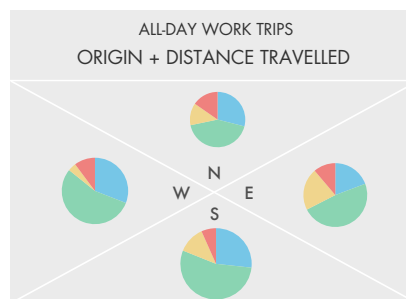 ALL-DAY WORK TRIPS
ORIGIN + DISTANCE TRAVELLED
N
W E
S